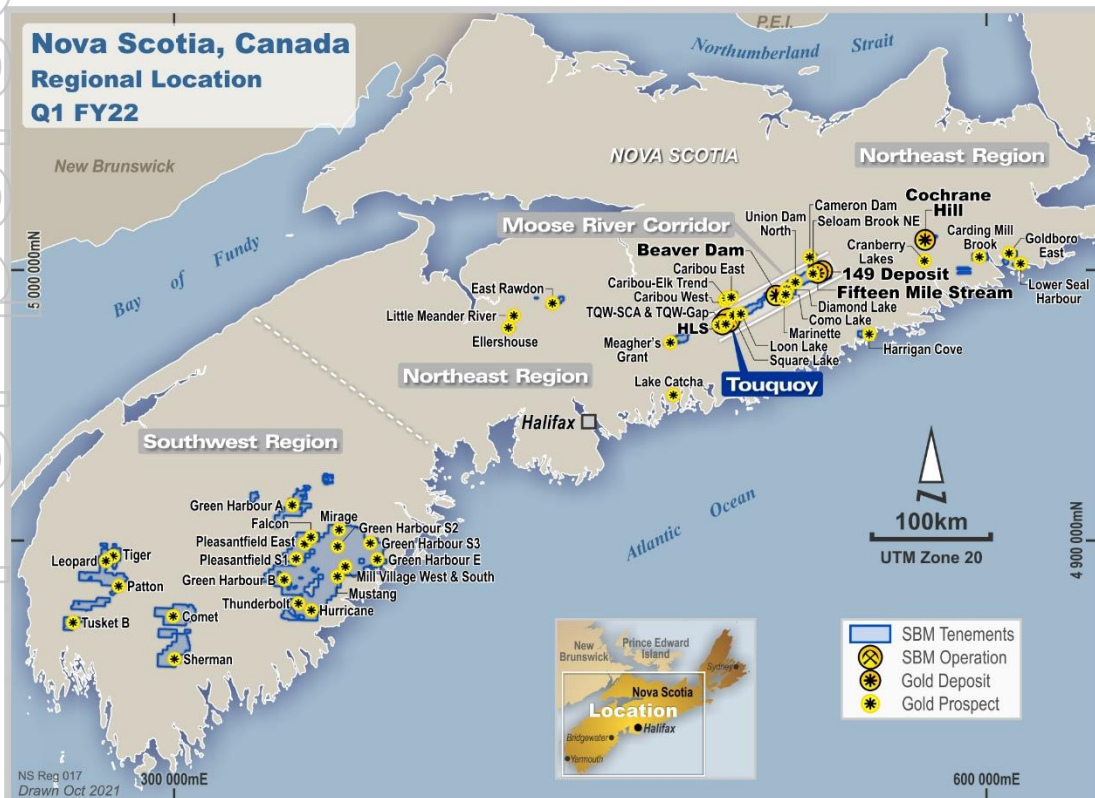 Nova Scotia, Canada
Regional Location
Q1 FY22
P.E.I.
Northumberland Strait
New Brunswick
NOVA SCOTIA
Northeast Region
Bay of Fundy
5 000 000mN
Moose River Corridor
Cameron Dam
Seloam Brook NE
Union Dam
North
Cochrane
Hill
Cranberry
Lakes
Carding Mill
Brook
Goldboro
East
Lower Seal
Harbour
Beaver Dam
149 Deposit
Fifteen Mile Stream
Caribou East
Caribou-Elk Trend
Caribou West
TQW-SCA & TQW-Gap
HLS
Diamond Lake
Como Lake
Marinette
Loon Lake
Square Lake
Harrigan Cove
East Rawdon
Little Meander River
Ellershouse
Meagher's
Grant
Touquoy
Northeast Region
Lake Catcha
Halifax
Southwest Region
Atlantic Ocean
N
100km
UTM Zone 20
4 900 000mN
Green Harbour A
Falcon
Mirage
Green Harbour S2
Pleasantfield East
Green Harbour S3
Pleasantfield S1
Green Harbour E
Green Harbour B
Mill Village West & South
Mustang
Thunderbolt
Hurricane
Leopard
Tiger
Patton
Tusket B
Comet
Sherman
New
Brunswick
Prince Edward
Island
Sydney
Nova Scotia
Location
Halifax
Bridgewater
Yarmouth
SBM Tenements
SBM Operation
Gold Deposit
Gold Prospect
NS Reg 017
Drawn Oct 2021
300 000mE
600 000mE